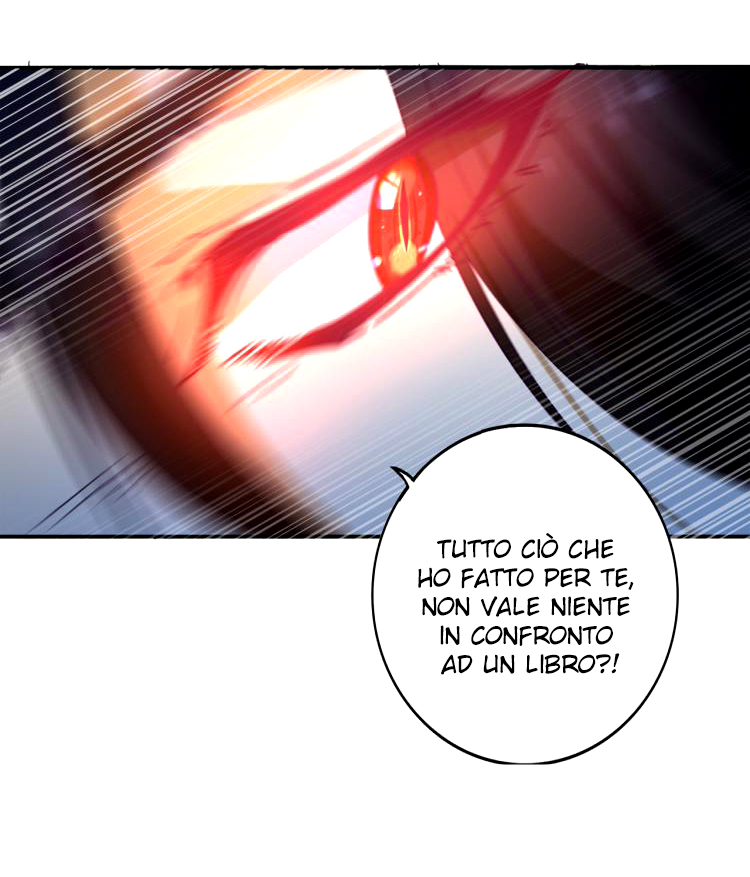 TUTTO CIÒ CHE
HO FATTO PER TE,
NON VALE NIENTE
IN CONFRONTO
AD UN LIBRO?!